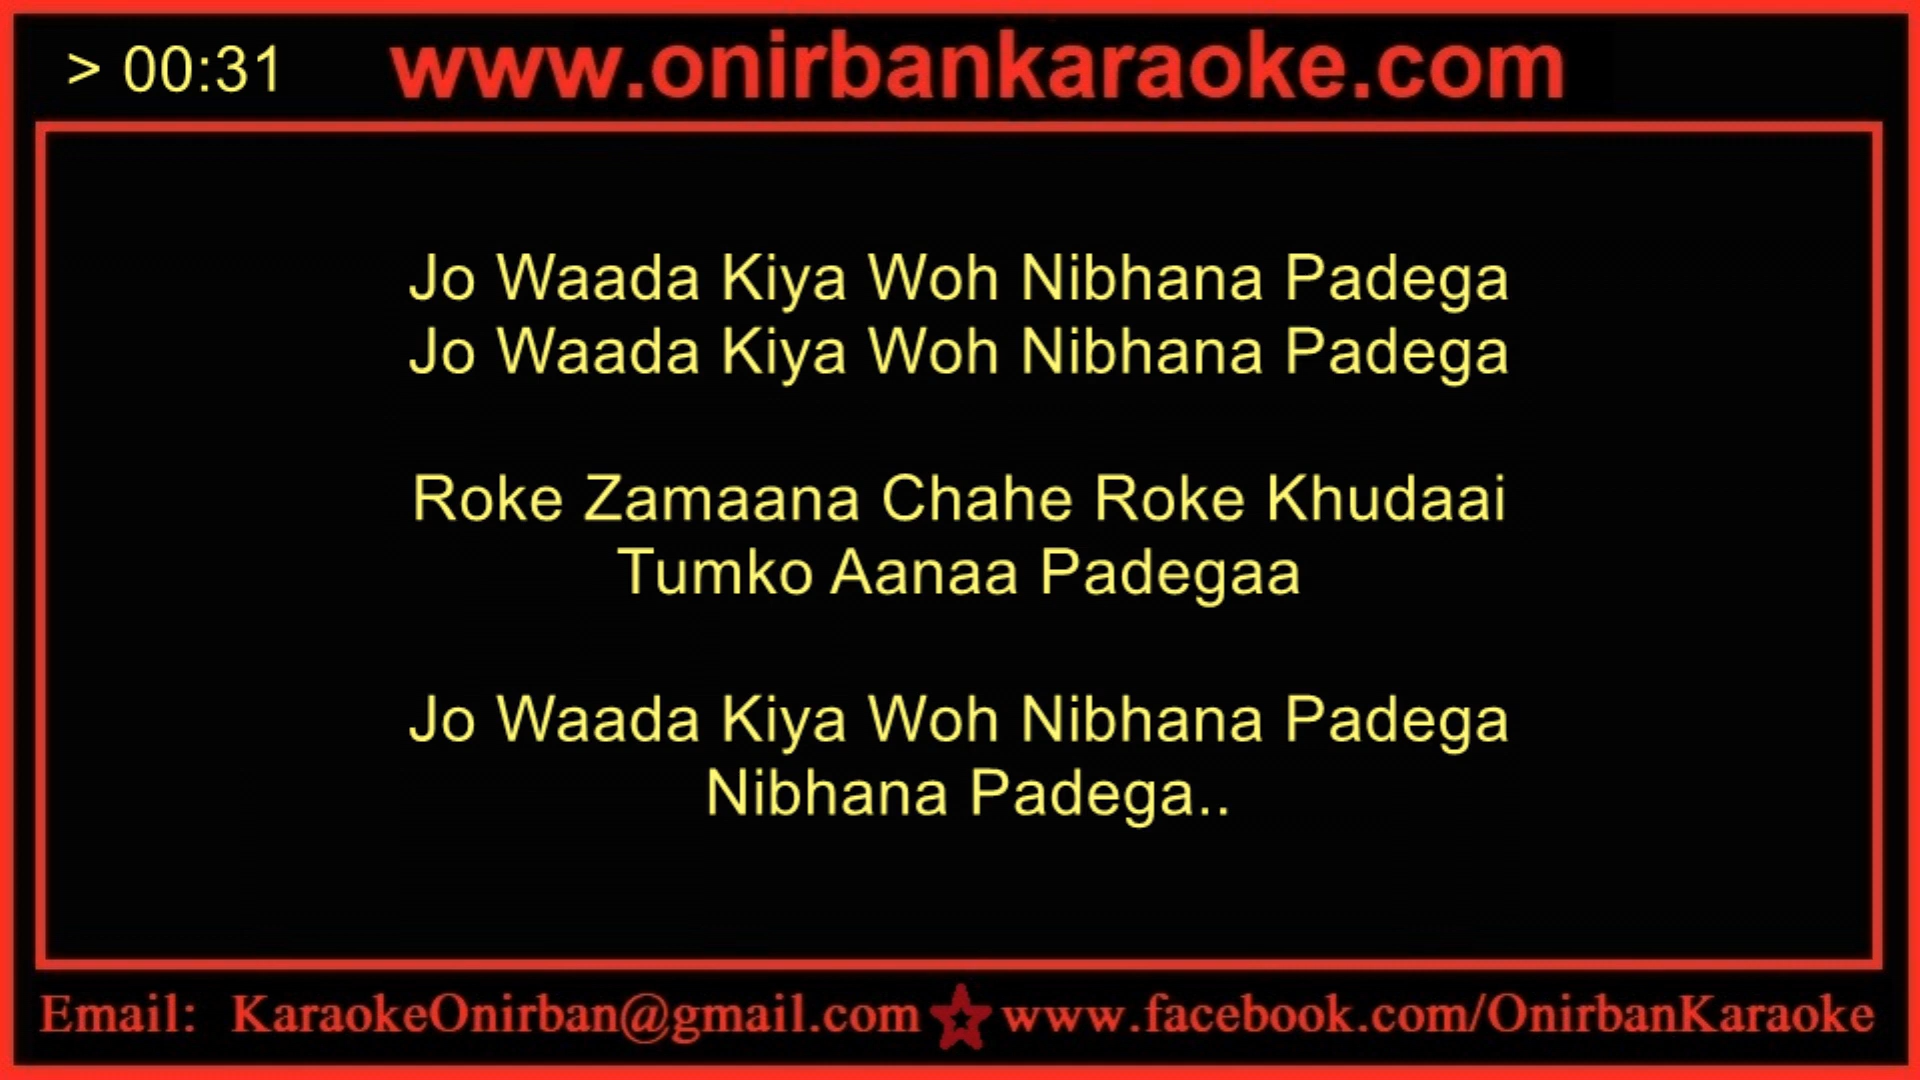 > 00:31 www.onirbankaraoke.com
Jo Waada Kiya Woh Nibhana Padega
Jo Waada Kiya Woh Nibhana Padega
Roke Zamaana Chahe Roke Khudaai
Tumko Aanaa Padegaa
Jo Waada Kiya Woh Nibhana Padega
Nibhana Padega..
Email: KaraokeOnirban@gmail.com www.facebook.com/OnirbanKaraoke